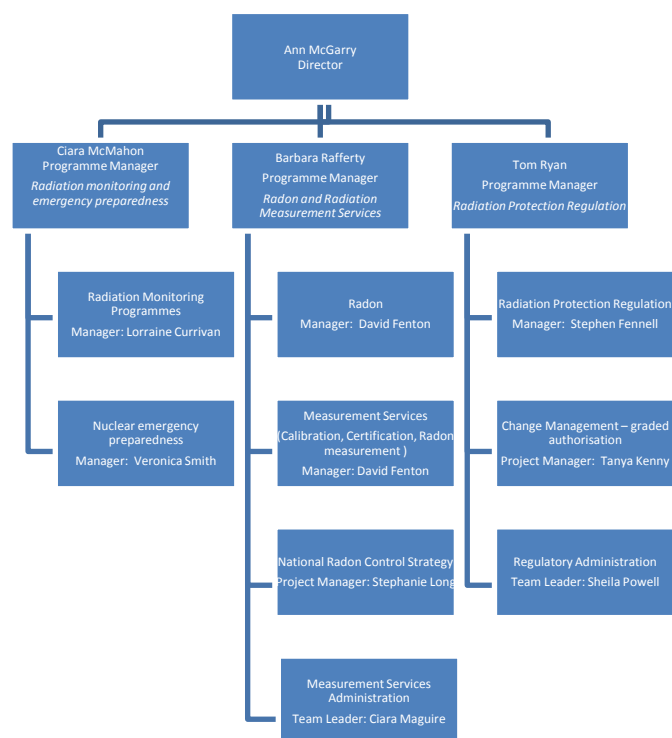 Ann McGarry
Director
Ciara McMahon
Programme Manager
Radiation monitoring and
emergency preparedness
Barbara Rafferty
Programme Manager
Radon and Radiation
Measurement Services
Tom Ryan
Programme Manager
Radiation Protection Regulation
Radiation Monitoring
Programmes
Manager: Lorraine Currivan
Nuclear emergency
preparedness
Manager: Veronica Smith
Radon
Manager: David Fenton
Measurement Services
(Calibration, Certification, Radon
measurement )
Manager: David Fenton
National Radon Control Strategy
Project Manager: Stephanie Long
Measurement Services
Administration
Team Leader: Ciara Maguire
Radiation Protection Regulation
Manager: Stephen Fennell
Change Management – graded
authorisation
Project Manager: Tanya Kenny
Regulatory Administration
Team Leader: Sheila Powell